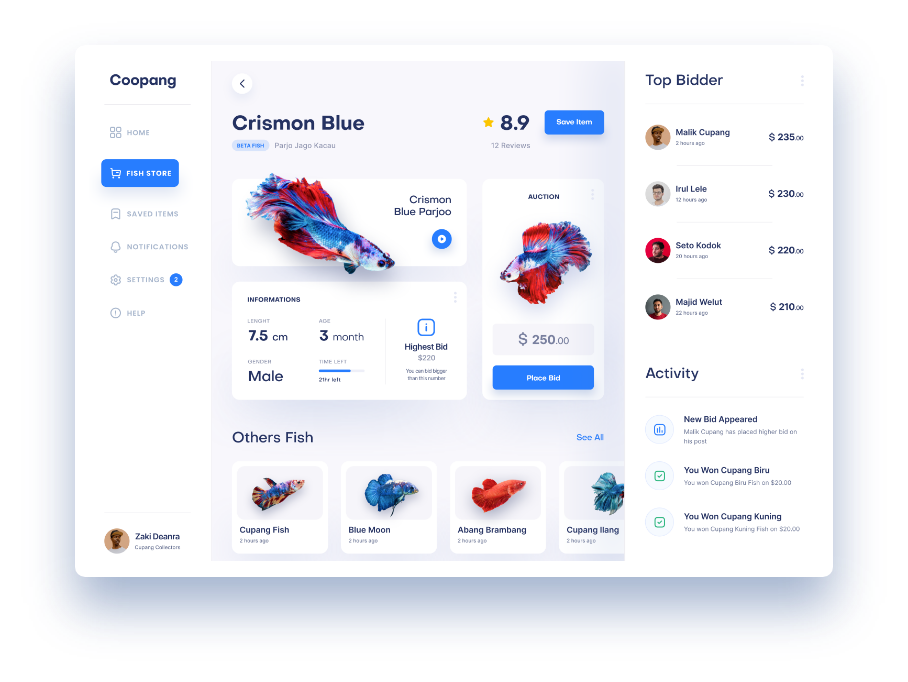 Coopang
HOME
FISH STORE
SAVED ITEMS
NOTIFICATIONS
SETTINGS
2
HELP
Zaki Deanra
Cupang Collectors
Crismon Blue
BETA FISH
Parjo Jago Kacau
8.9
12 Reviews
Save Item
Crismon
Blue Parjoo
INFORMATIONS
LENGHT
7.5 cm
AGE
3 month
GENDER
Male
TIME LEFT
21hr left
Highest Bid
$220
You can bid bigger
than this number
AUCTION
$ 250.00
Place Bid
Others Fish
See All
Cupang Fish
2 hours ago
Blue Moon
2 hours ago
Abang Brambang
2 hours ago
Cupang Ilang
2 hours ago
Top Bidder
Malik Cupang
2 hours ago
$ 235.00
Irul Lele
12 hours ago
$ 230.00
Seto Kodok
20 hours ago
$ 220.00
Majid Welut
22 hours ago
$ 210.00
Activity
New Bid Appeared
Malik Cupang has placed higher bid on
his post
You Won Cupang Biru
You won Cupang Biru Fish on $20.00
You Won Cupang Kuning
You won Cupang Kuning Fish on $20.00